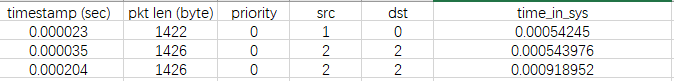 timestamp (sec) pkt len (byte) priority src dst time_in_sys
0.000023 1422 0 1 0 0.00054245
0.000035 1426 0 2 2 0.000543976
0.000204 1426 0 2 2 0.000918952